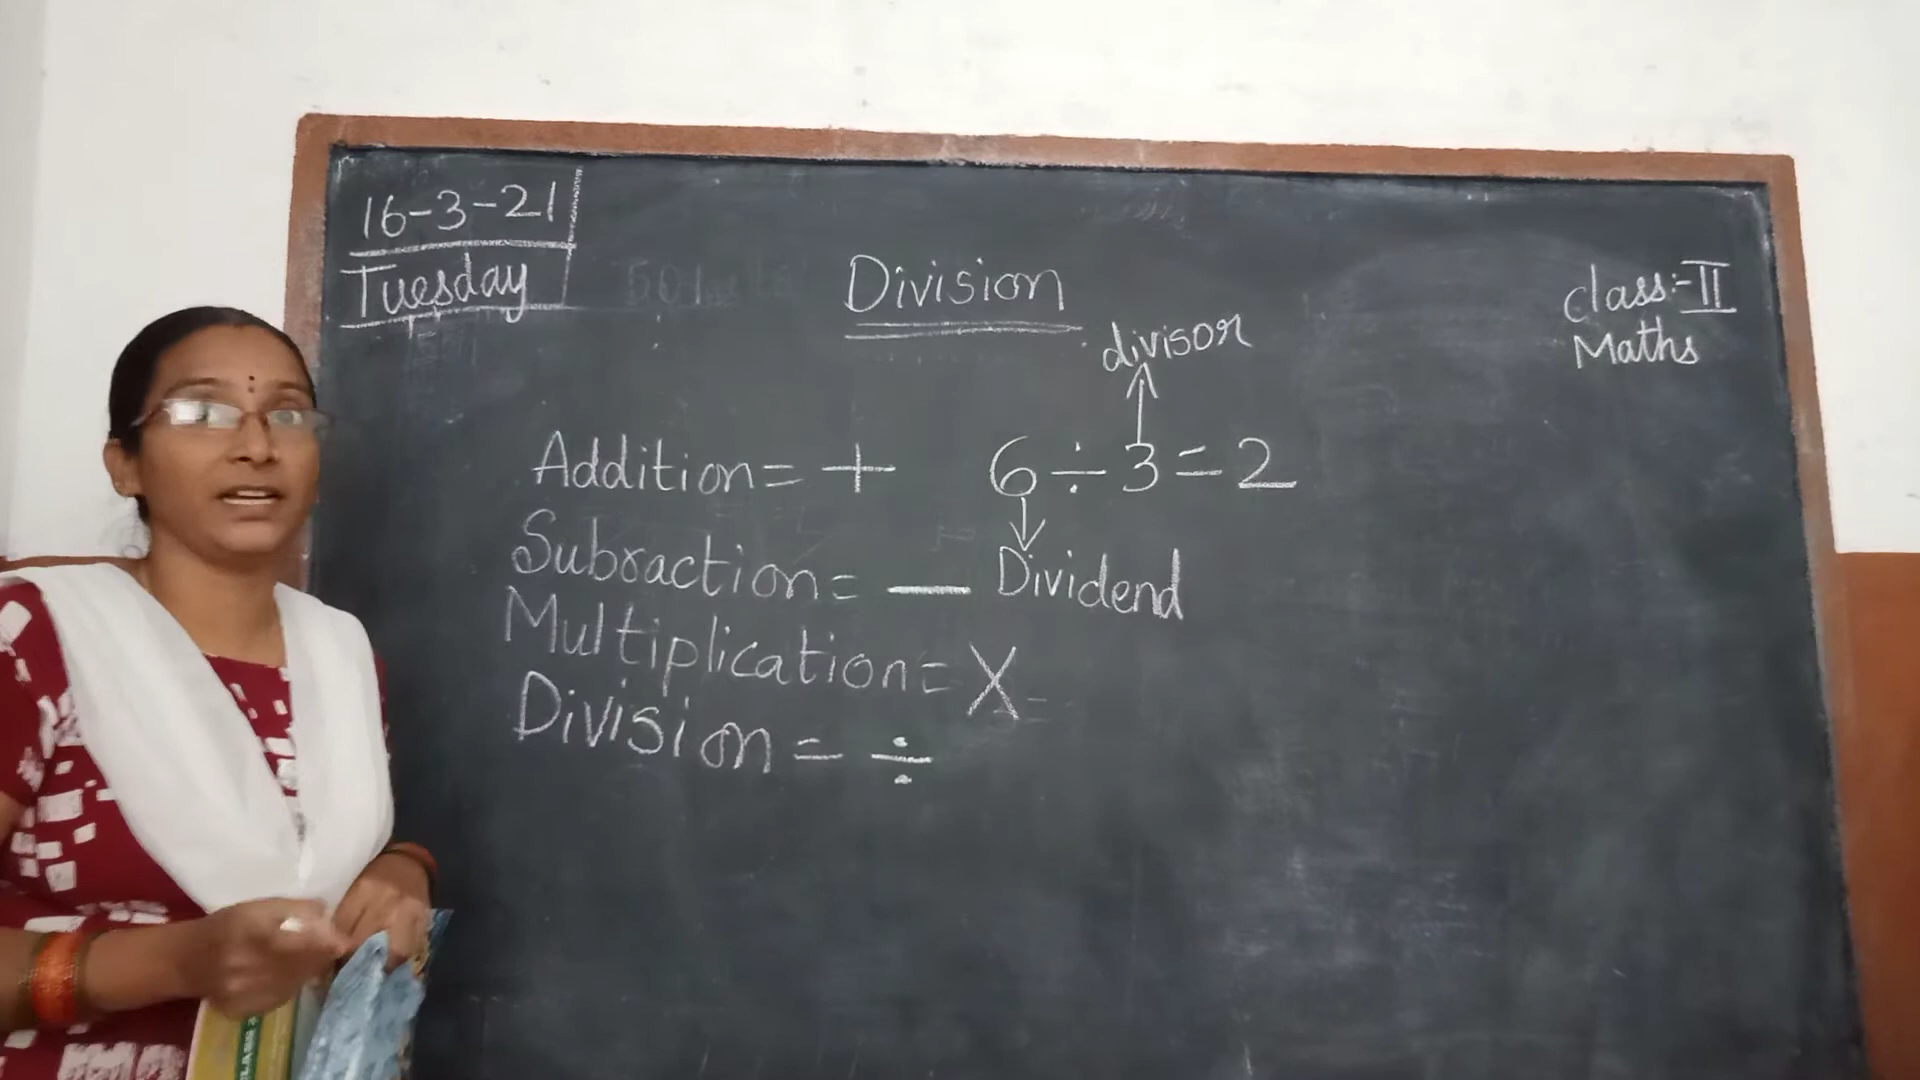 16-3-21
Tuesday
Division
class:-II
Maths
divisor
Addition = +
6 ÷ 3 = 2
Subraction = —
Dividend
Multiplication = X
Division = ÷